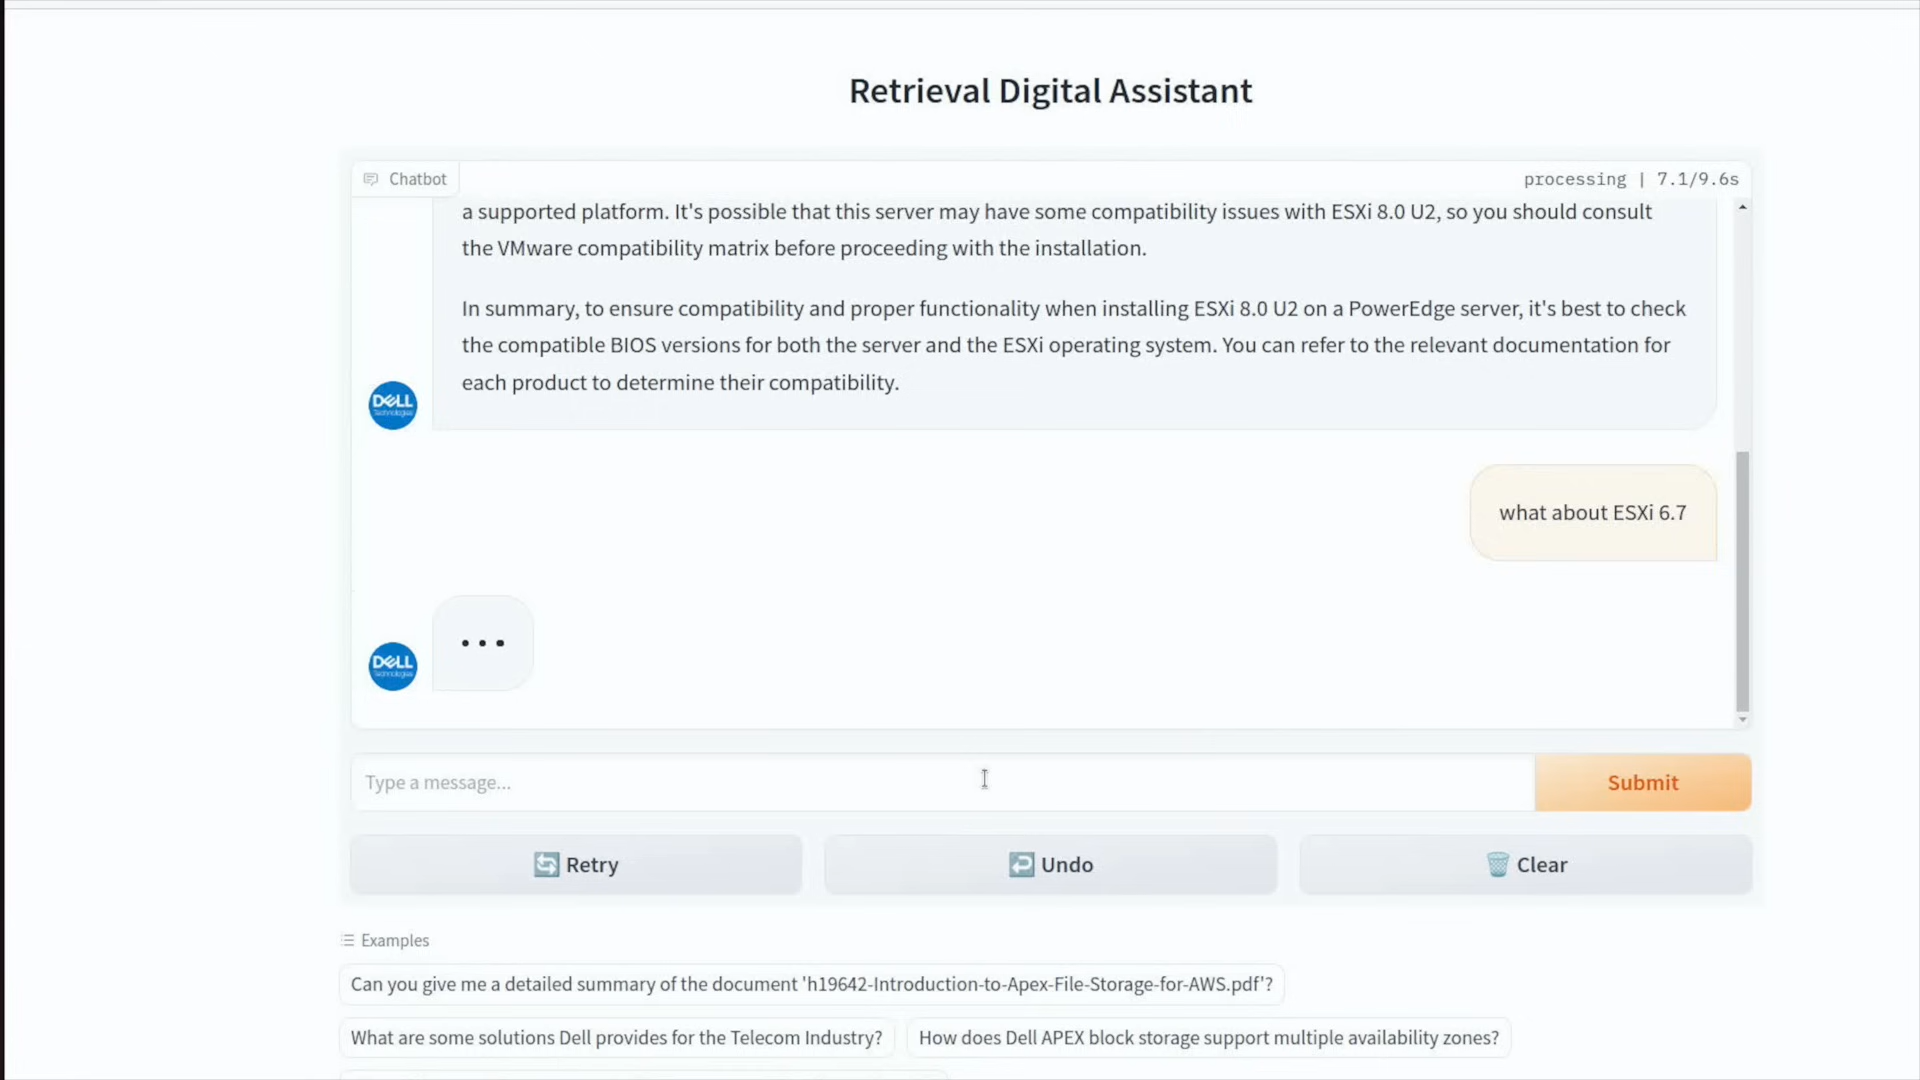 Retrieval Digital Assistant
Chatbot
processing | 7.1/9.6s
a supported platform. It's possible that this server may have some compatibility issues with ESXi 8.0 U2, so you should consult
the VMware compatibility matrix before proceeding with the installation.
In summary, to ensure compatibility and proper functionality when installing ESXi 8.0 U2 on a PowerEdge server, it's best to check
the compatible BIOS versions for both the server and the ESXi operating system. You can refer to the relevant documentation for
each product to determine their compatibility.
DELL
Technologies
what about ESXi 6.7
...
DELL
Technologies
Type a message...
Submit
Retry
Undo
Clear
Examples
Can you give me a detailed summary of the document 'h19642-Introduction-to-Apex-File-Storage-for-AWS.pdf'?
What are some solutions Dell provides for the Telecom Industry?
How does Dell APEX block storage support multiple availability zones?